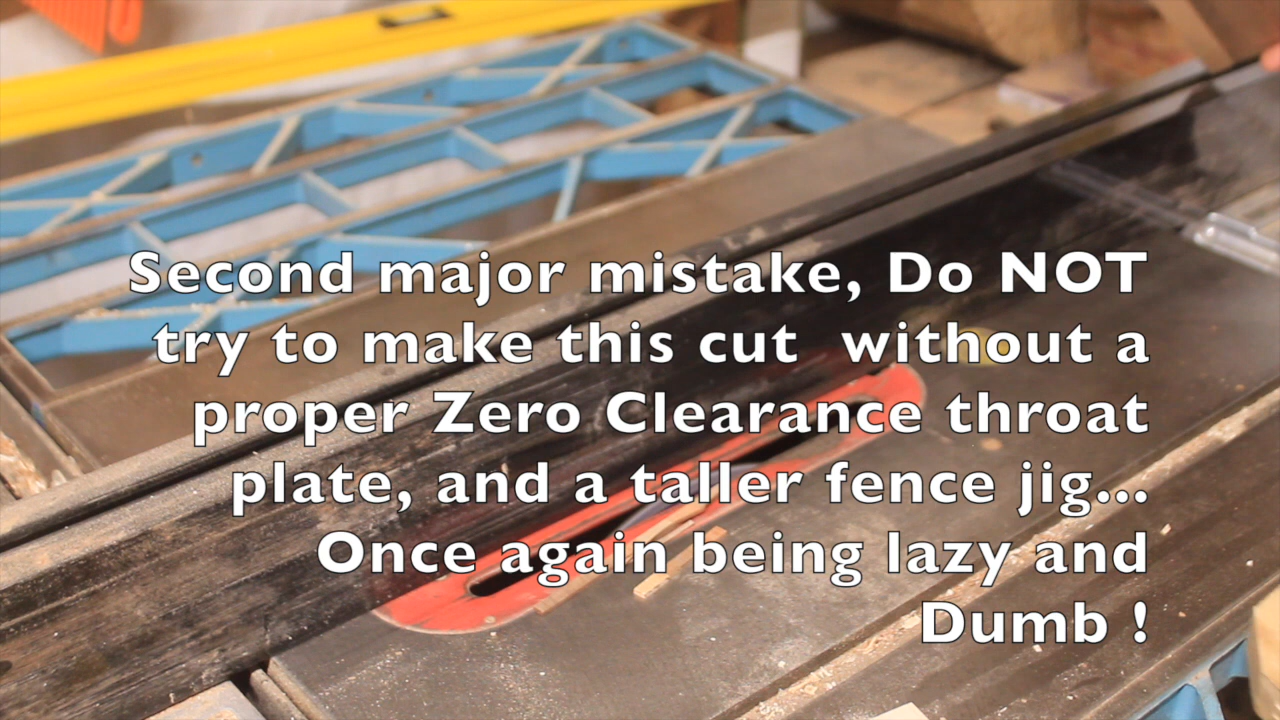 Second major mistake, Do NOT
try to make this cut  without a
proper Zero Clearance throat
plate, and a taller fence jig...
Once again being lazy and
Dumb !